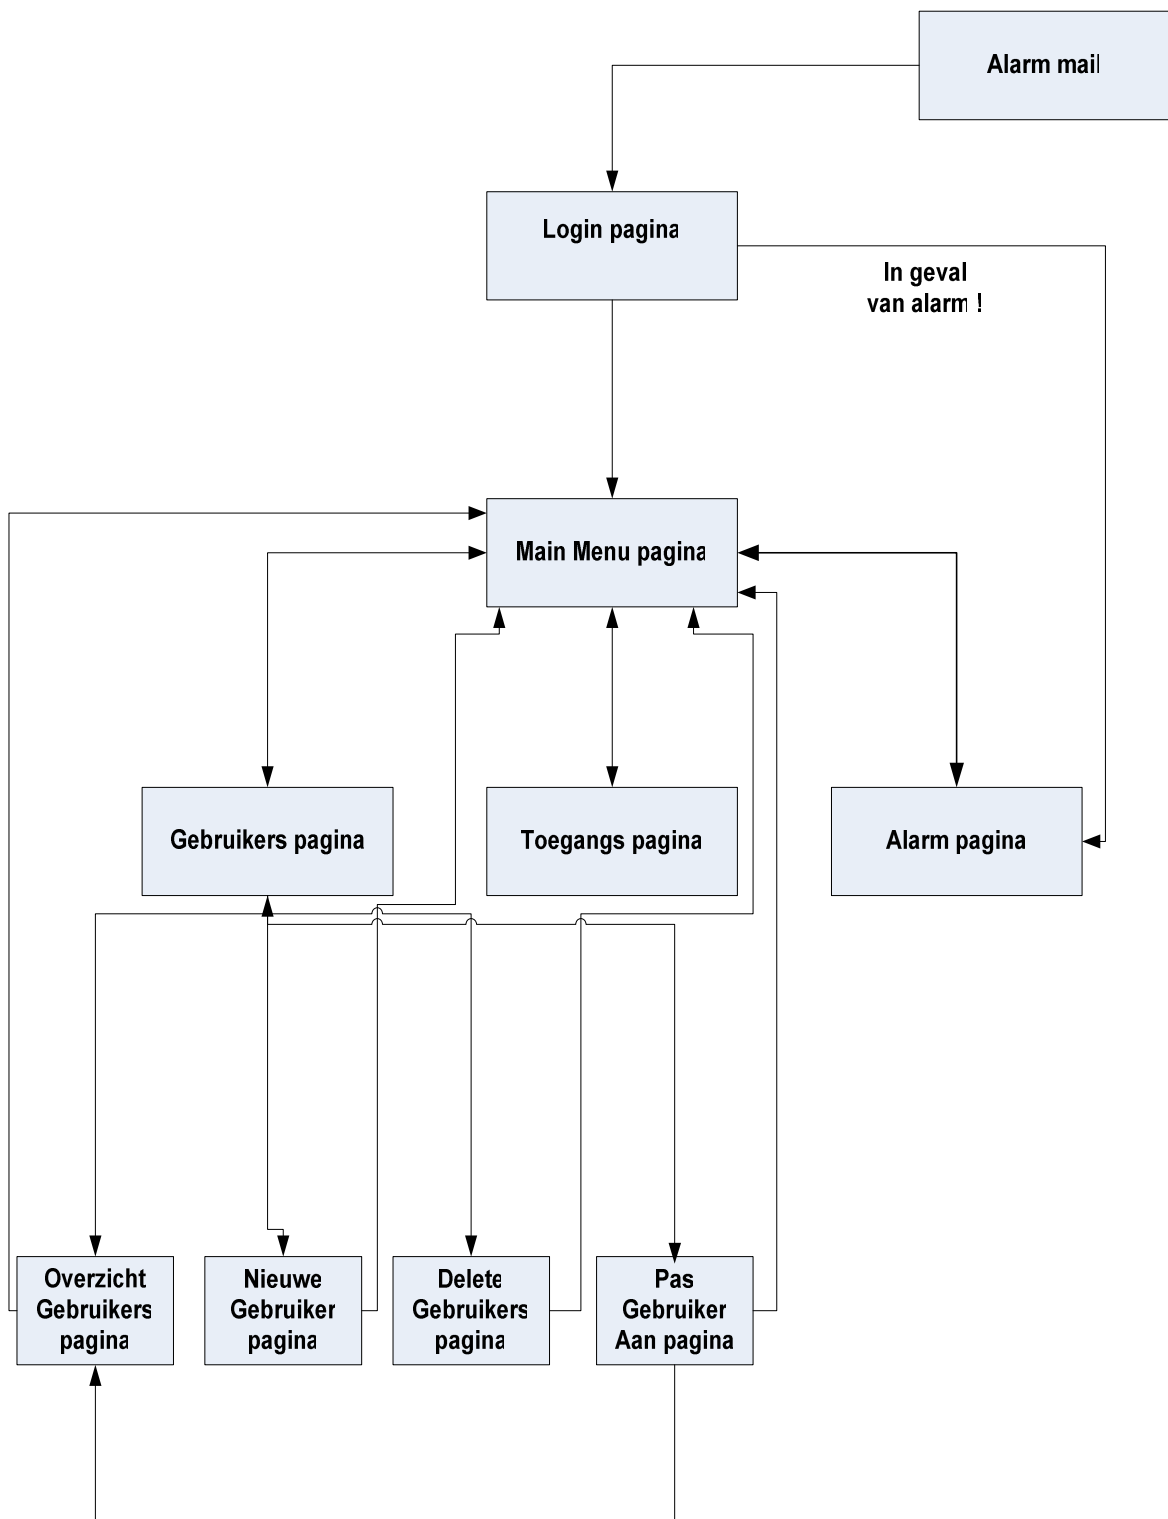 Alarm mail
Login pagina
In geval
van alarm !
Main Menu pagina
Gebruikers pagina
Toegangs pagina
Alarm pagina
Overzicht
Gebruikers
pagina
Nieuwe
Gebruiker
pagina
Delete
Gebruikers
pagina
Pas
Gebruiker
Aan pagina